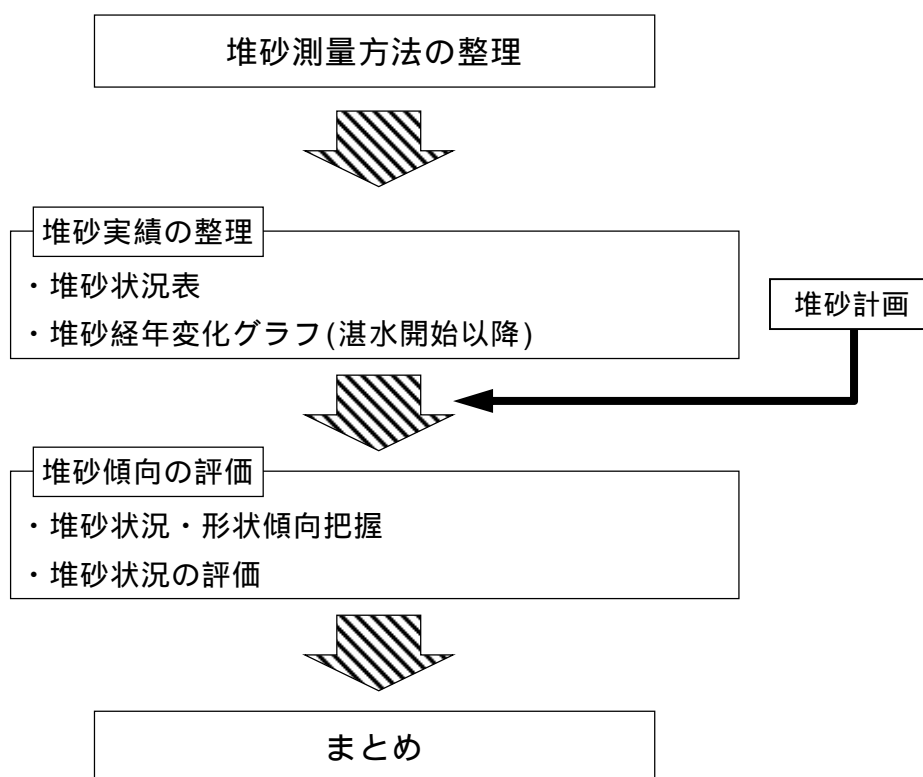 堆砂測量方法の整理
堆砂実績の整理
・堆砂状況表
・堆砂経年変化グラフ(湛水開始以降)
堆砂計画
堆砂傾向の評価
・堆砂状況・形状傾向把握
・堆砂状況の評価
まとめ